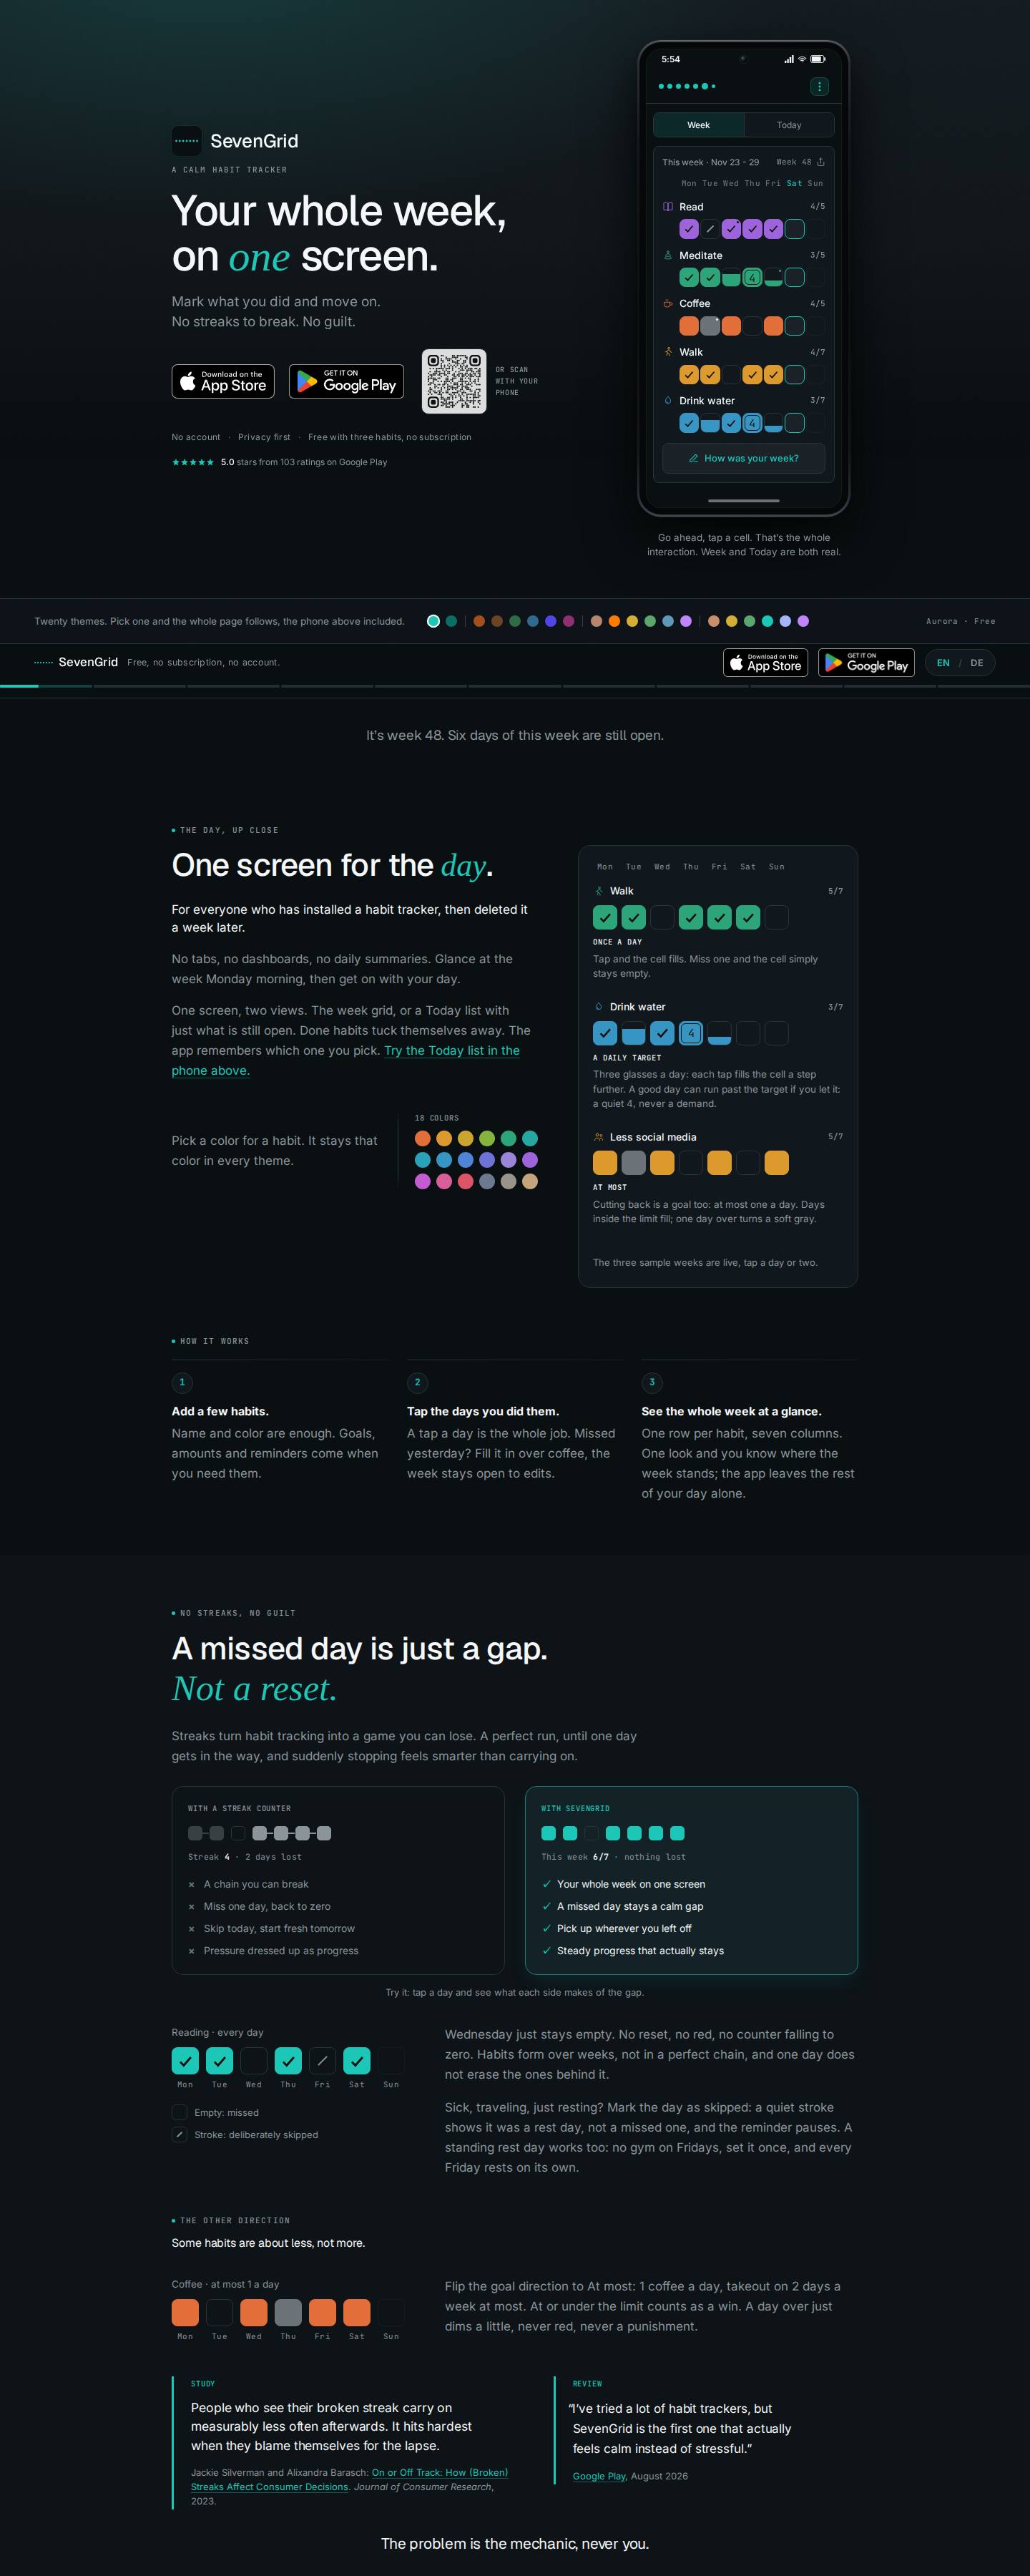 SevenGrid
A CALM HABIT TRACKER
Your whole week,
on one screen.
Mark what you did and move on.
No streaks to break. No guilt.
Download on the
App Store
GET IT ON
Google Play
OR SCAN
WITH YOUR
PHONE
No account · Privacy first · Free with three habits, no subscription
5.0 stars from 103 ratings on Google Play
5:54
Week Today
This week · Nov 23 - 29 Week 48
Mon Tue Wed Thu Fri Sat Sun
Read 4/5
Meditate 3/5
4
Coffee 4/5
Walk 4/7
Drink water 3/7
4
How was your week?
Go ahead, tap a cell. That's the whole
interaction. Week and Today are both real.
Twenty themes. Pick one and the whole page follows, the phone above included. Aurora · Free
SevenGrid Free, no subscription, no account.
Download on the
App Store
GET IT ON
Google Play
EN / DE
It's week 48. Six days of this week are still open.
THE DAY, UP CLOSE
One screen for the day.
For everyone who has installed a habit tracker, then deleted it
a week later.
No tabs, no dashboards, no daily summaries. Glance at the
week Monday morning, then get on with your day.
One screen, two views. The week grid, or a Today list with
just what is still open. Done habits tuck themselves away. The
app remembers which one you pick. Try the Today list in the
phone above.
Pick a color for a habit. It stays that
color in every theme.
18 COLORS
Mon Tue Wed Thu Fri Sat Sun
Walk 5/7
ONCE A DAY
Tap and the cell fills. Miss one and the cell simply
stays empty.
Drink water 3/7
4
A DAILY TARGET
Three glasses a day: each tap fills the cell a step
further. A good day can run past the target if you let it:
a quiet 4, never a demand.
Less social media 5/7
AT MOST
Cutting back is a goal too: at most one a day. Days
inside the limit fill; one day over turns a soft gray.
The three sample weeks are live, tap a day or two.
HOW IT WORKS
1
Add a few habits.
Name and color are enough. Goals,
amounts and reminders come when
you need them.
2
Tap the days you did them.
A tap a day is the whole job. Missed
yesterday? Fill it in over coffee, the
week stays open to edits.
3
See the whole week at a glance.
One row per habit, seven columns.
One look and you know where the
week stands; the app leaves the rest
of your day alone.
NO STREAKS, NO GUILT
A missed day is just a gap.
Not a reset.
Streaks turn habit tracking into a game you can lose. A perfect run, until one day
gets in the way, and suddenly stopping feels smarter than carrying on.
WITH A STREAK COUNTER
Streak 4 · 2 days lost
× A chain you can break
× Miss one day, back to zero
× Skip today, start fresh tomorrow
× Pressure dressed up as progress
WITH SEVENGRID
This week 6/7 · nothing lost
✓ Your whole week on one screen
✓ A missed day stays a calm gap
✓ Pick up wherever you left off
✓ Steady progress that actually stays
Try it: tap a day and see what each side makes of the gap.
Reading · every day
Mon Tue Wed Thu Fri Sat Sun
Empty: missed
Stroke: deliberately skipped
Wednesday just stays empty. No reset, no red, no counter falling to
zero. Habits form over weeks, not in a perfect chain, and one day does
not erase the ones behind it.
Sick, traveling, just resting? Mark the day as skipped: a quiet stroke
shows it was a rest day, not a missed one, and the reminder pauses. A
standing rest day works too: no gym on Fridays, set it once, and every
Friday rests on its own.
THE OTHER DIRECTION
Some habits are about less, not more.
Coffee · at most 1 a day
Mon Tue Wed Thu Fri Sat Sun
Flip the goal direction to At most: 1 coffee a day, takeout on 2 days a
week at most. At or under the limit counts as a win. A day over just
dims a little, never red, never a punishment.
STUDY
People who see their broken streak carry on
measurably less often afterwards. It hits hardest
when they blame themselves for the lapse.
Jackie Silverman and Alixandra Barasch: On or Off Track: How (Broken)
Streaks Affect Consumer Decisions. Journal of Consumer Research,
2023.
REVIEW
“I've tried a lot of habit trackers, but
SevenGrid is the first one that actually
feels calm instead of stressful.”
Google Play, August 2026
The problem is the mechanic, never you.